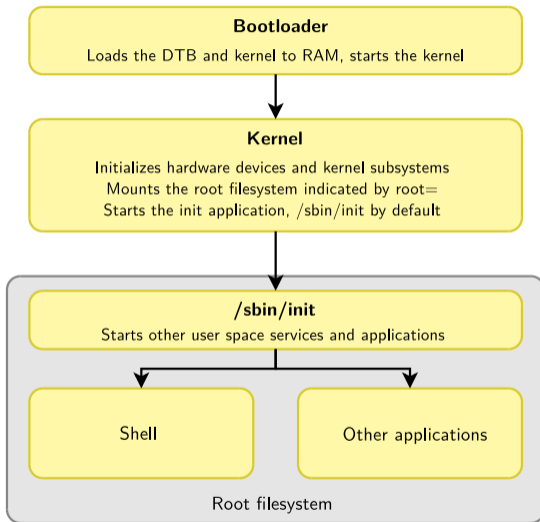 Bootloader
Loads the DTB and kernel to RAM, starts the kernel
Kernel
Initializes hardware devices and kernel subsystems
Mounts the root filesystem indicated by root=
Starts the init application, /sbin/init by default
/sbin/init
Starts other user space services and applications
Shell
Other applications
Root filesystem